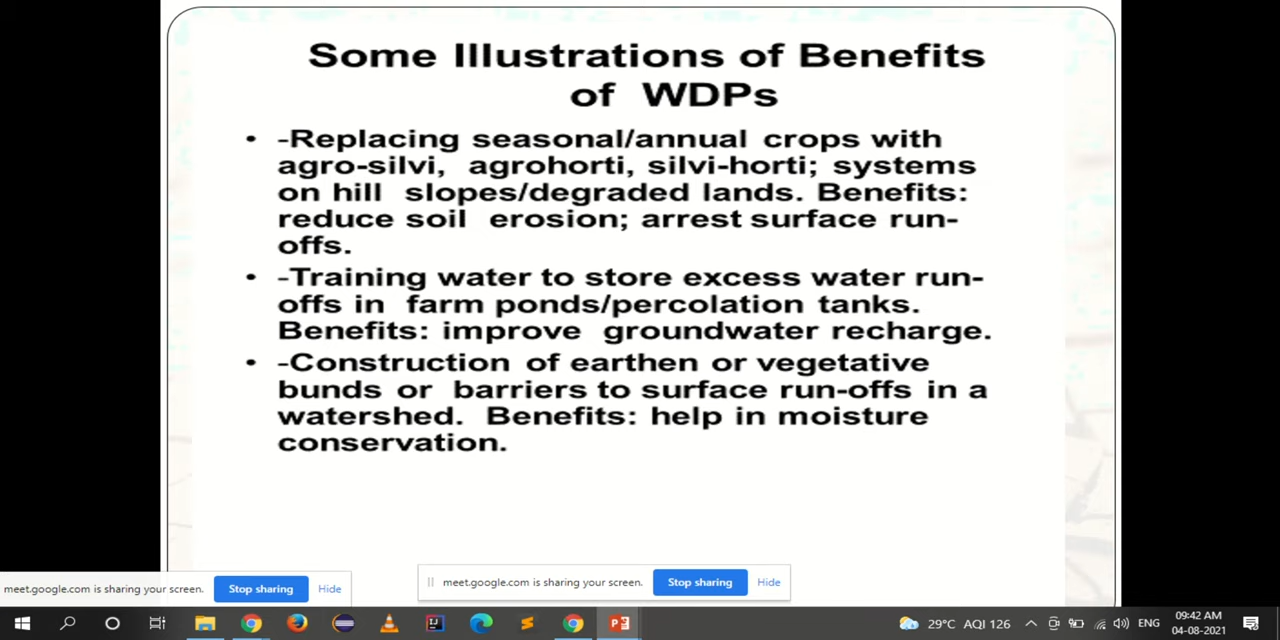 Some Illustrations of Benefits
of WDPs
• -Replacing seasonal/annual crops with
agro-silvi, agrohorti, silvi-horti; systems
on hill slopes/degraded lands. Benefits:
reduce soil erosion; arrest surface run-
offs.
• -Training water to store excess water run-
offs in farm ponds/percolation tanks.
Benefits: improve groundwater recharge.
• -Construction of earthen or vegetative
bunds or barriers to surface run-offs in a
watershed. Benefits: help in moisture
conservation.
meet.google.com is sharing your screen. Stop sharing Hide
meet.google.com is sharing your screen. Stop sharing Hide
29°C AQI 126 ENG 09:42 AM
04-08-2021